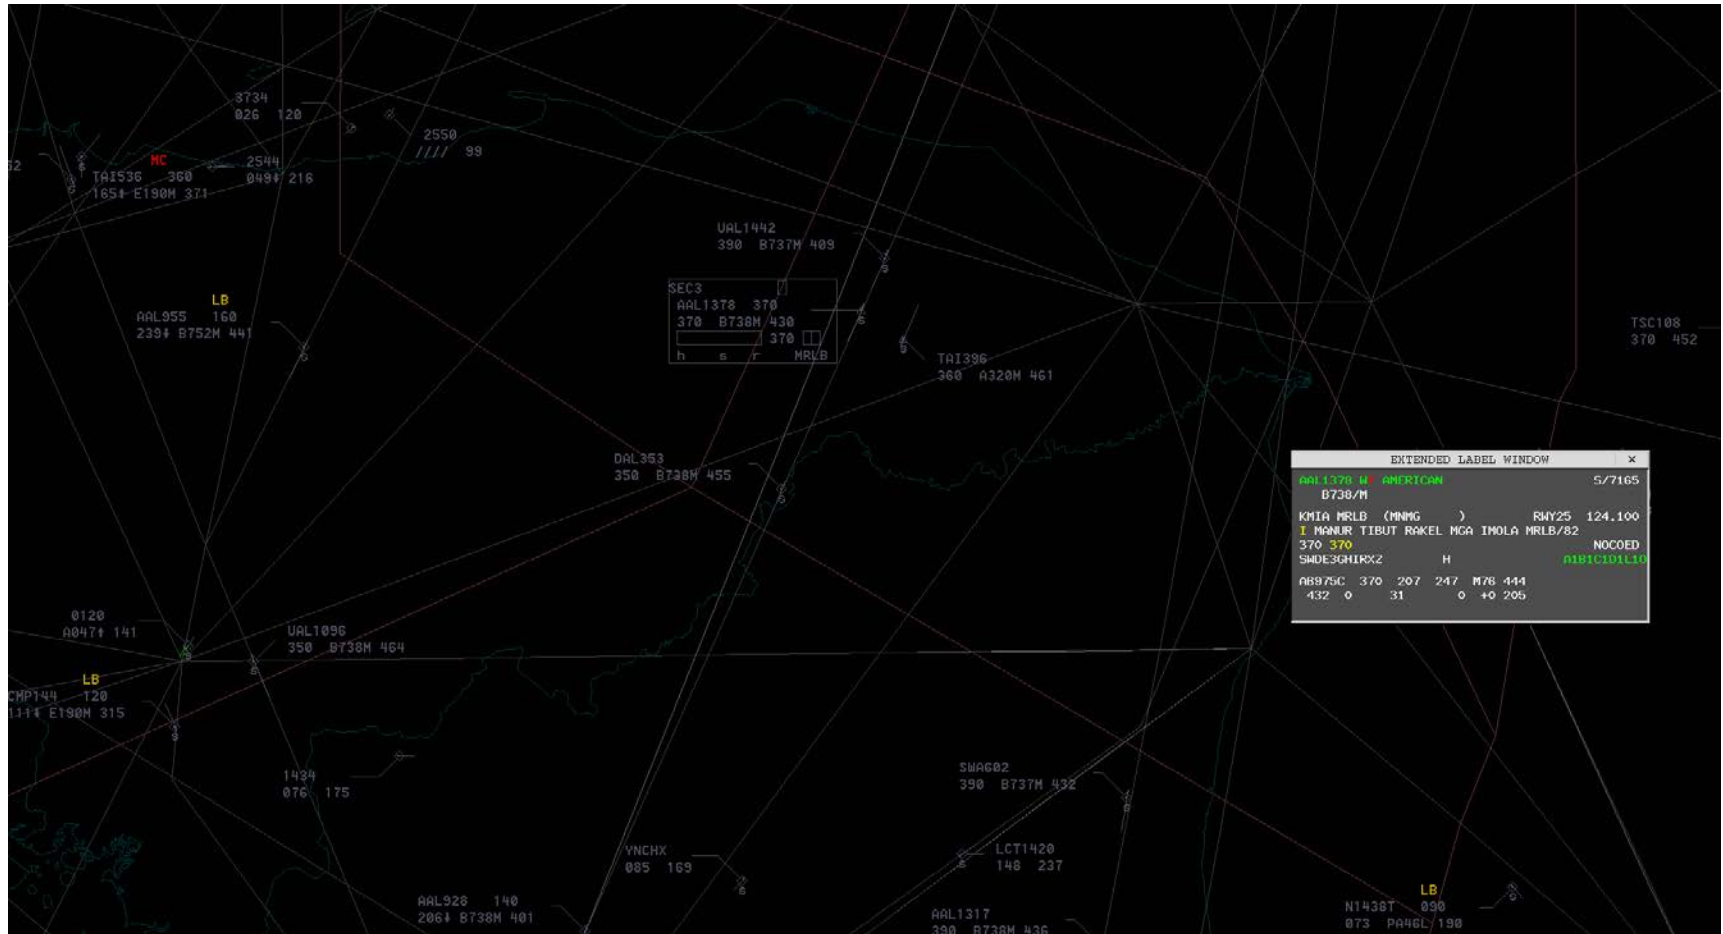 3734
026 120
2550
//// 99
52
MC
TAI536 360
165↓ E190M 371
2544
049↓ 216
UAL1442
390 B737M 409
SEC3
AAL1378 370
370 B738M 430
370
h s r MRLB
LB
AAL955 160
239↓ B752M 441
TAI396
360 A320M 461
TSC108
370 452
DAL353
350 B738M 455
EXTENDED LABEL WINDOW X
AAL1378 W AMERICAN S/7165
B738/M
KMIA MRLB (MNMG ) RWY25 124.100
I MANUR TIBUT RAKEL MGA IMOLA MRLB/82
370 370 NOCOED
SWDE3GHIRXZ H A1B1C1D1L1O
AB975C 370 207 247 M76 444
432 0 31 0 +0 205
0120
A047↑ 141
UAL1096
350 B738M 464
LB
CMP144 120
111↓ E190M 315
1434
076 175
SWA602
390 B737M 432
YNCHX
085 169
LCT1420
148 237
AAL928 140
206↓ B738M 401
AAL1317
390 B738M 436
LB
N1438T 090
073 PA46L 190